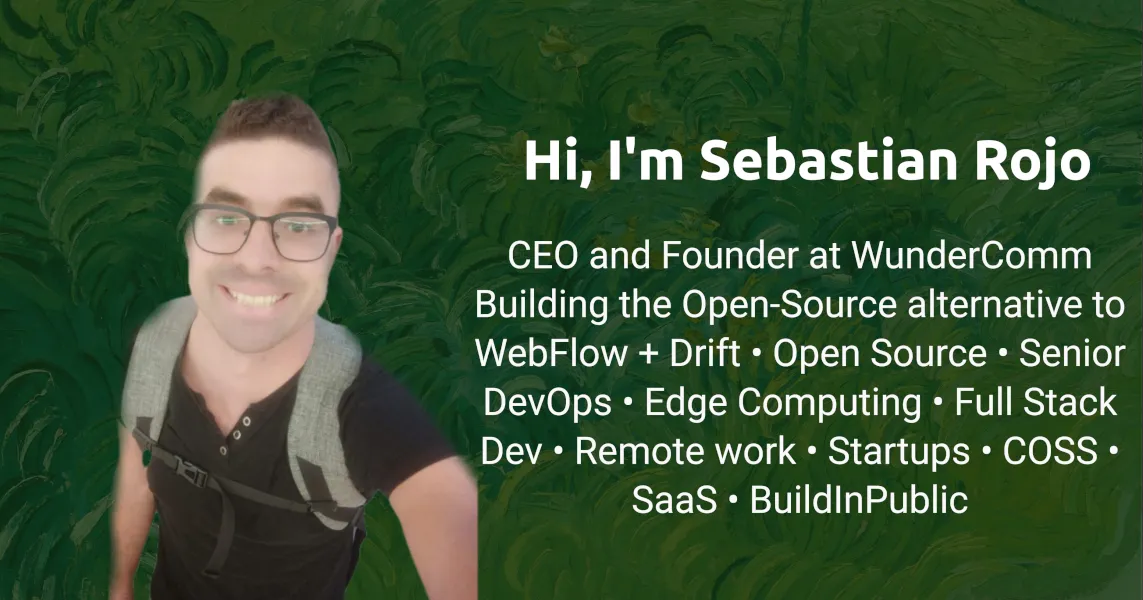 Hi, I'm Sebastian Rojo
CEO and Founder at WunderComm
Building the Open-Source alternative to
WebFlow + Drift • Open Source • Senior
DevOps • Edge Computing • Full Stack
Dev • Remote work • Startups • COSS •
SaaS • BuildInPublic